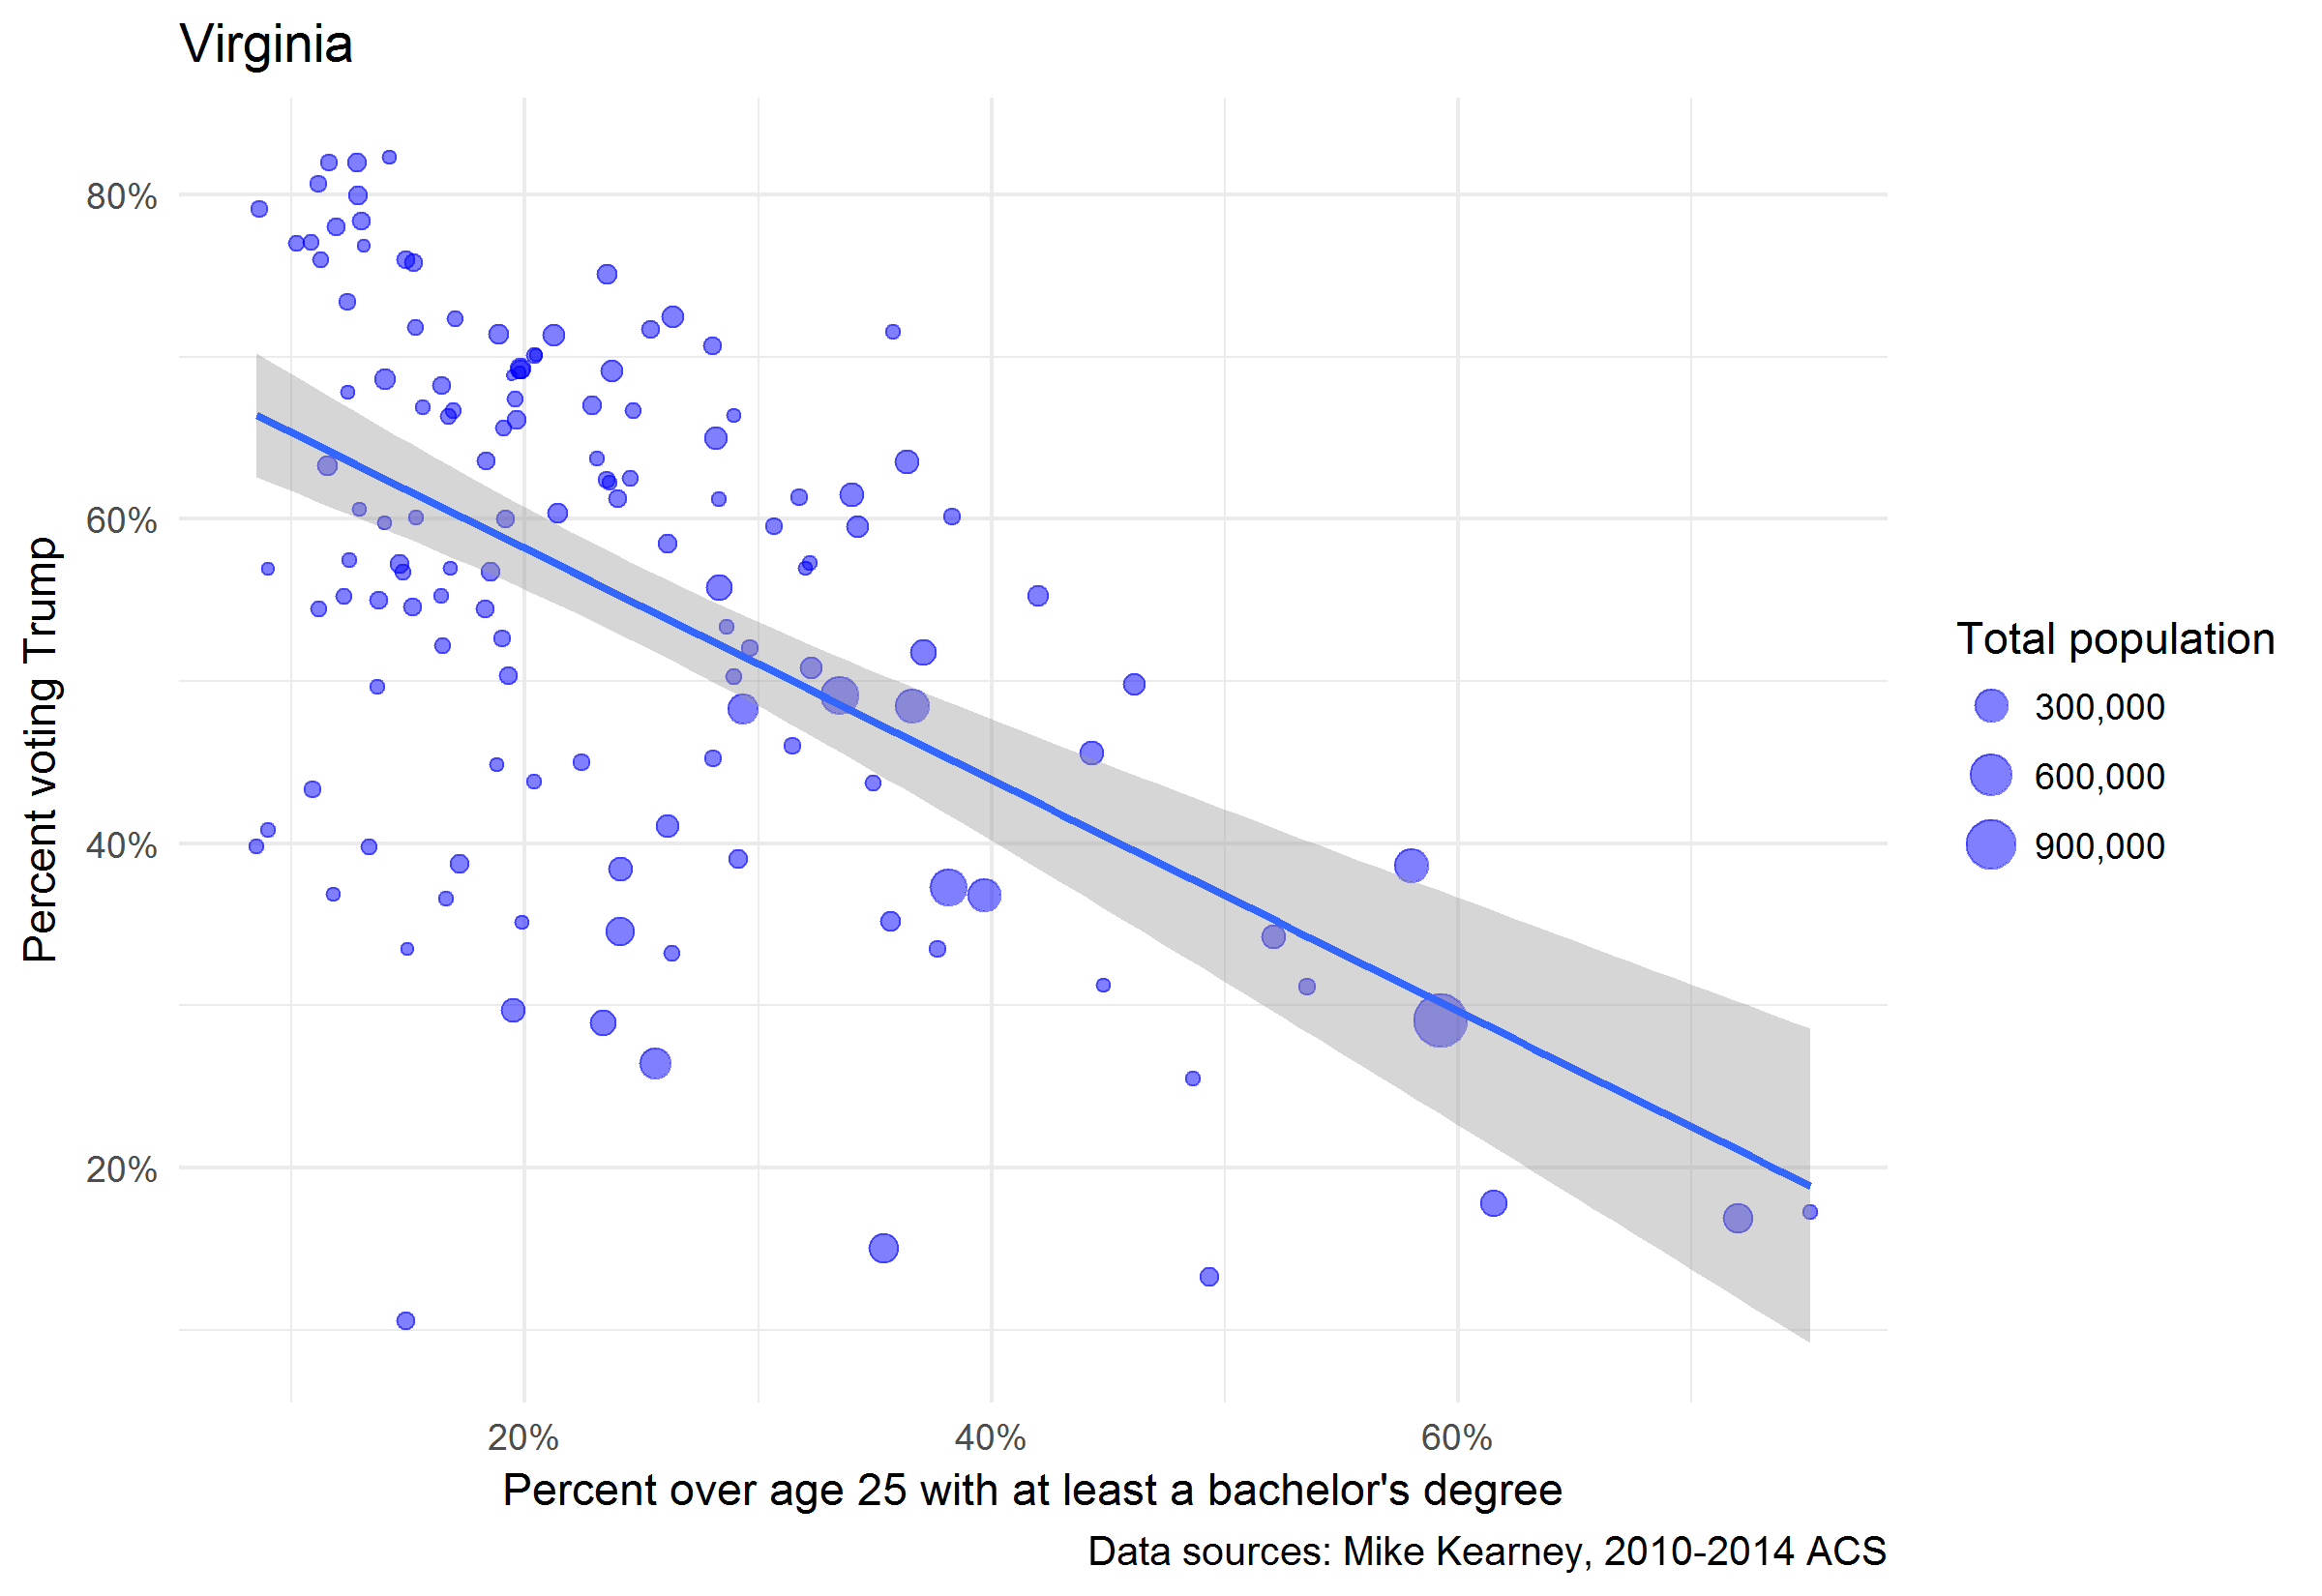 Virginia
80%
60%
40%
20%
Percent voting Trump
20%
40%
60%
Percent over age 25 with at least a bachelor's degree
Total population
300,000
600,000
900,000
Data sources: Mike Kearney, 2010-2014 ACS